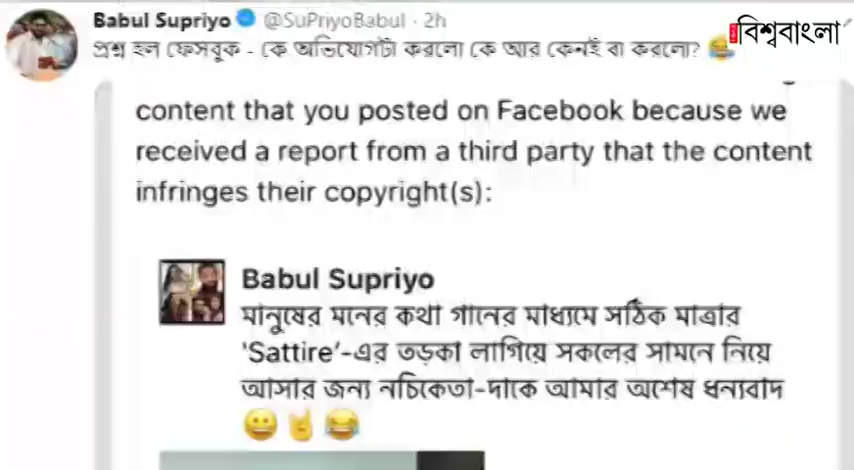 Babul Supriyo @SuPriyoBabul · 2h
প্রশ্ন হল ফেসবুক - কে অভিযোগটা করলো কে আর কেনই বা করলো? 😂
বিশ্ববাংলা
content that you posted on Facebook because we
received a report from a third party that the content
infringes their copyright(s):
Babul Supriyo
মানুষের মনের কথা গানের মাধ্যমে সঠিক মাত্রার
'Sattire'-এর তড়কা লাগিয়ে সকলের সামনে নিয়ে
আসার জন্য নচিকেতা-দাকে আমার অশেষ ধন্যবাদ
😀🤘😂